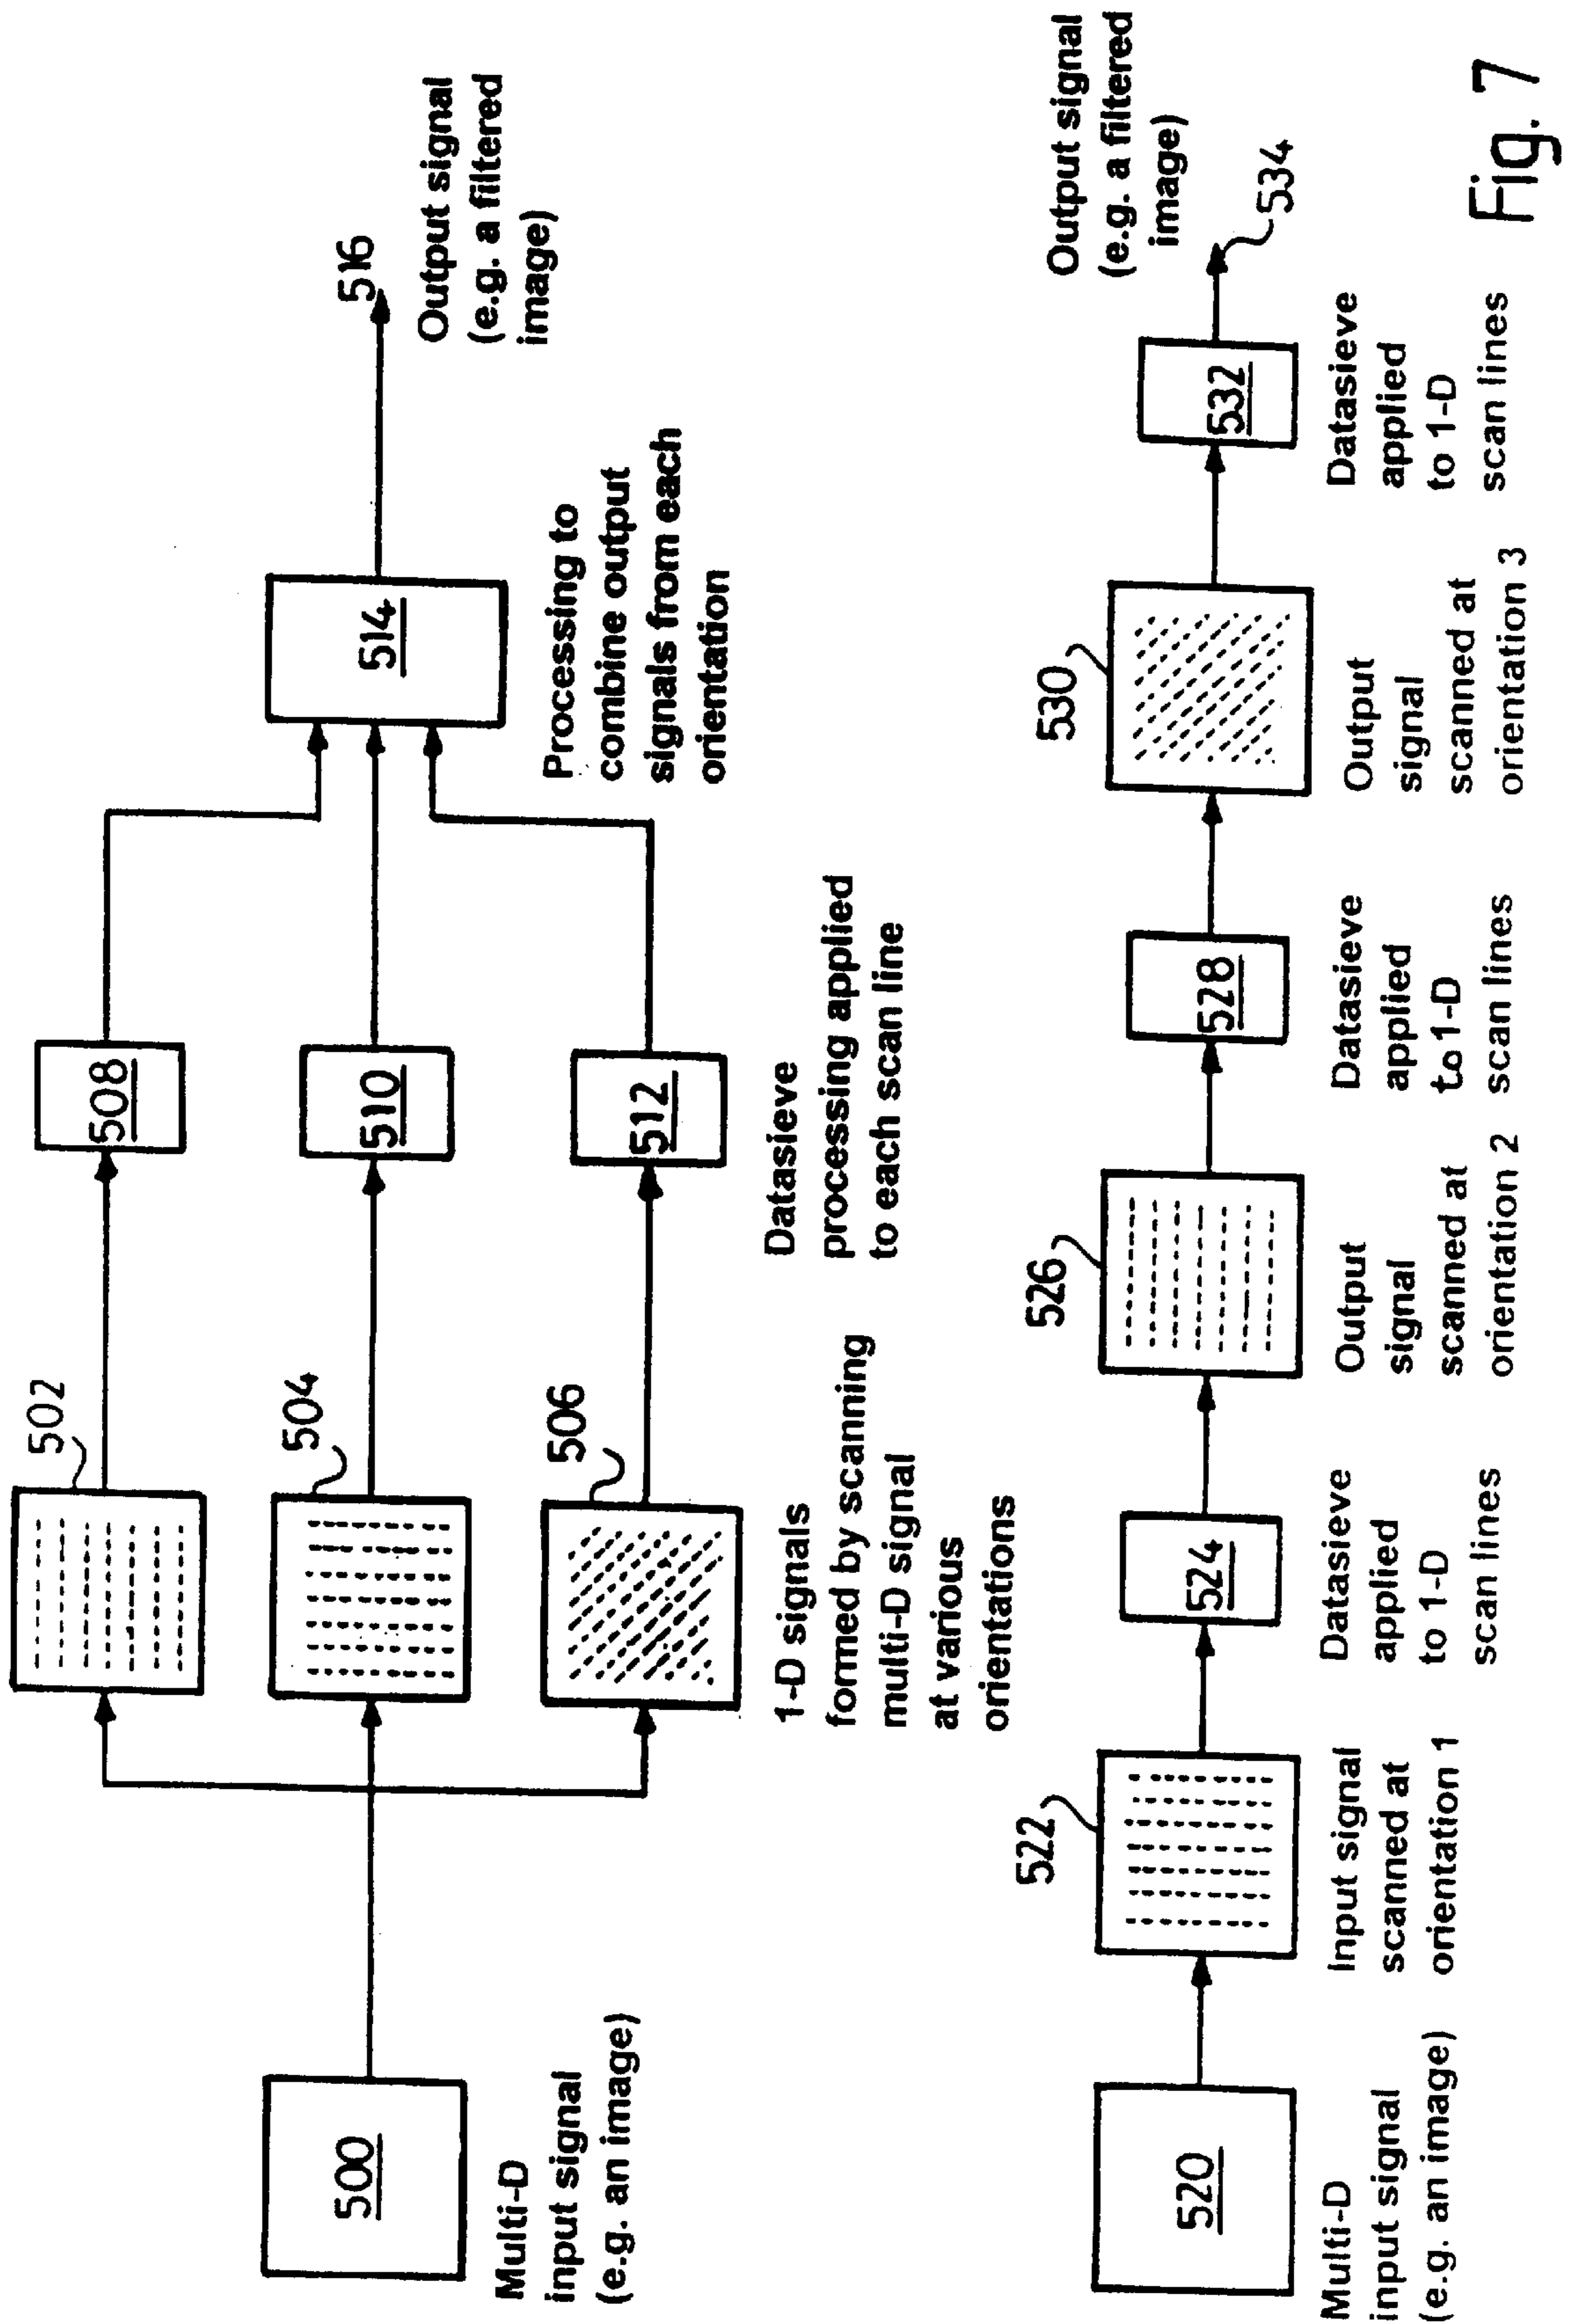 502
504
506
508
510
512
514
516
500
Multi-D
input signal
(e.g. an image)
1-D signals
formed by scanning
multi-D signal
at various
orientations
Datasieve
processing applied
to each scan line
Processing to
combine output
signals from each
orientation
Output signal
(e.g. a filtered
image)
520
Multi-D
input signal
(e.g. an image)
522
Input signal
scanned at
orientation 1
524
Datasieve
applied
to 1-D
scan lines
526
Output
signal
scanned at
orientation 2
528
Datasieve
applied
to 1-D
scan lines
530
Output
signal
scanned at
orientation 3
532
Datasieve
applied
to 1-D
scan lines
Output signal
(e.g. a filtered
image)
534
Fig. 7